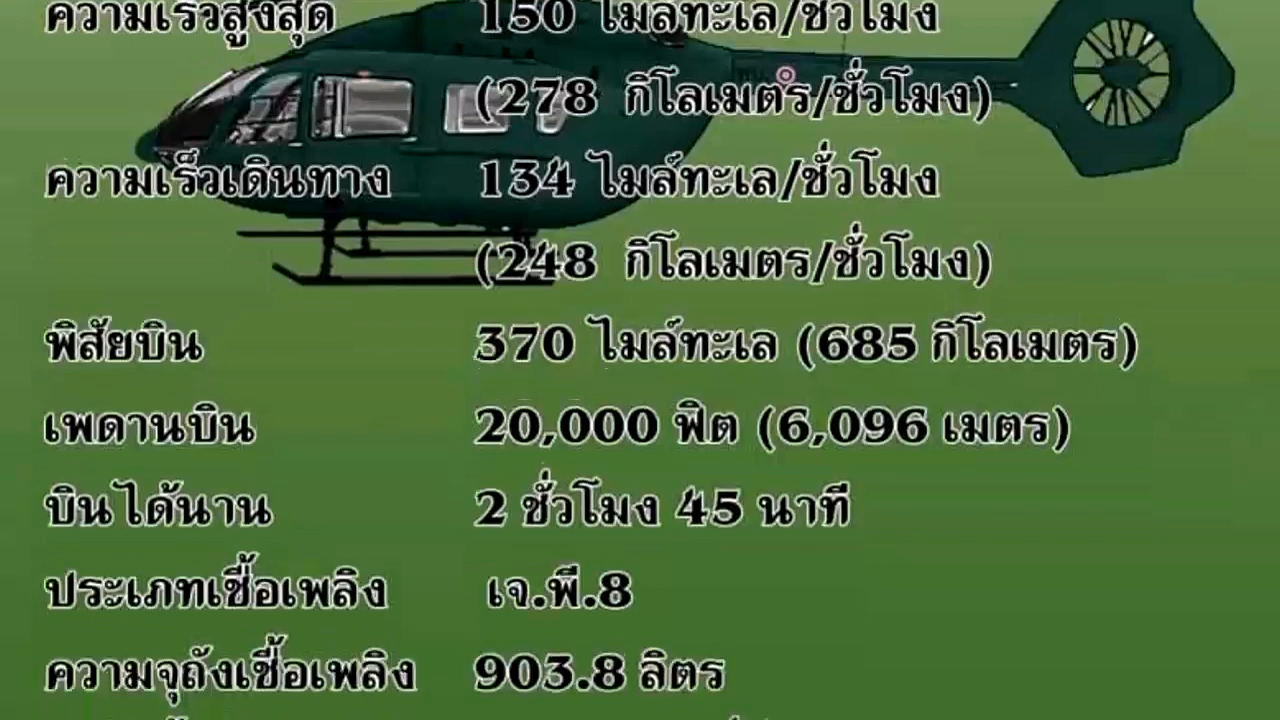 ความเร็วสูงสุด 150 ไมล์ทะเล/ชั่วโมง
(278 กิโลเมตร/ชั่วโมง)
ความเร็วเดินทาง 134 ไมล์ทะเล/ชั่วโมง
(248 กิโลเมตร/ชั่วโมง)
พิสัยบิน 370 ไมล์ทะเล (685 กิโลเมตร)
เพดานบิน 20,000 ฟิต (6,096 เมตร)
บินได้นาน 2 ชั่วโมง 45 นาที
ประเภทเชื้อเพลิง เจ.พี.8
ความจุถังเชื้อเพลิง 903.8 ลิตร